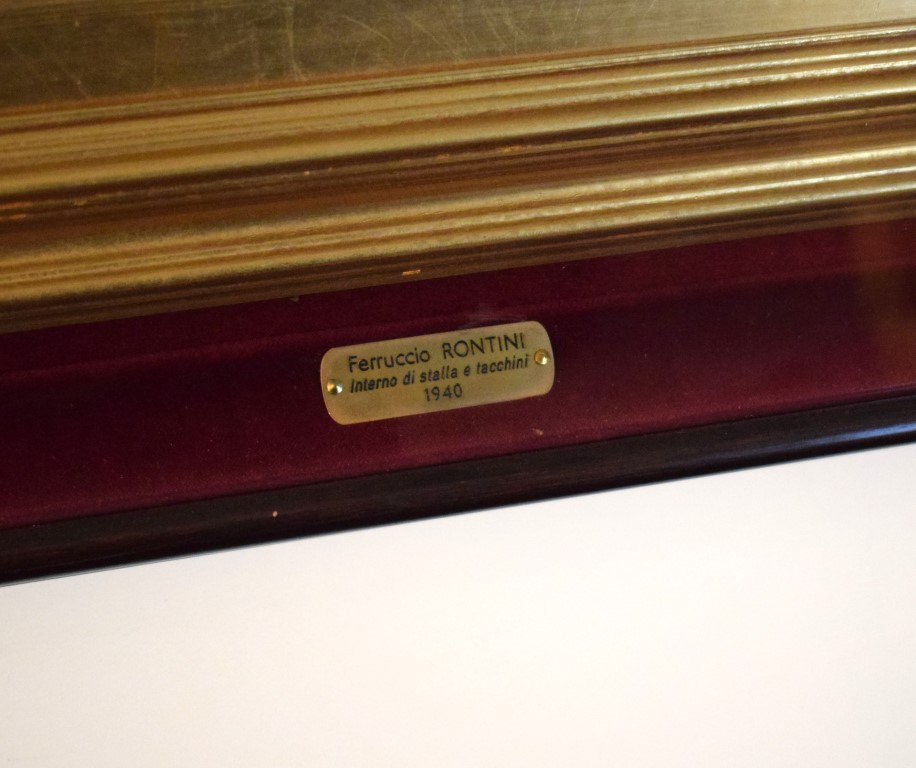 Ferruccio RONTINI
Interno di stalla e tacchini
1940